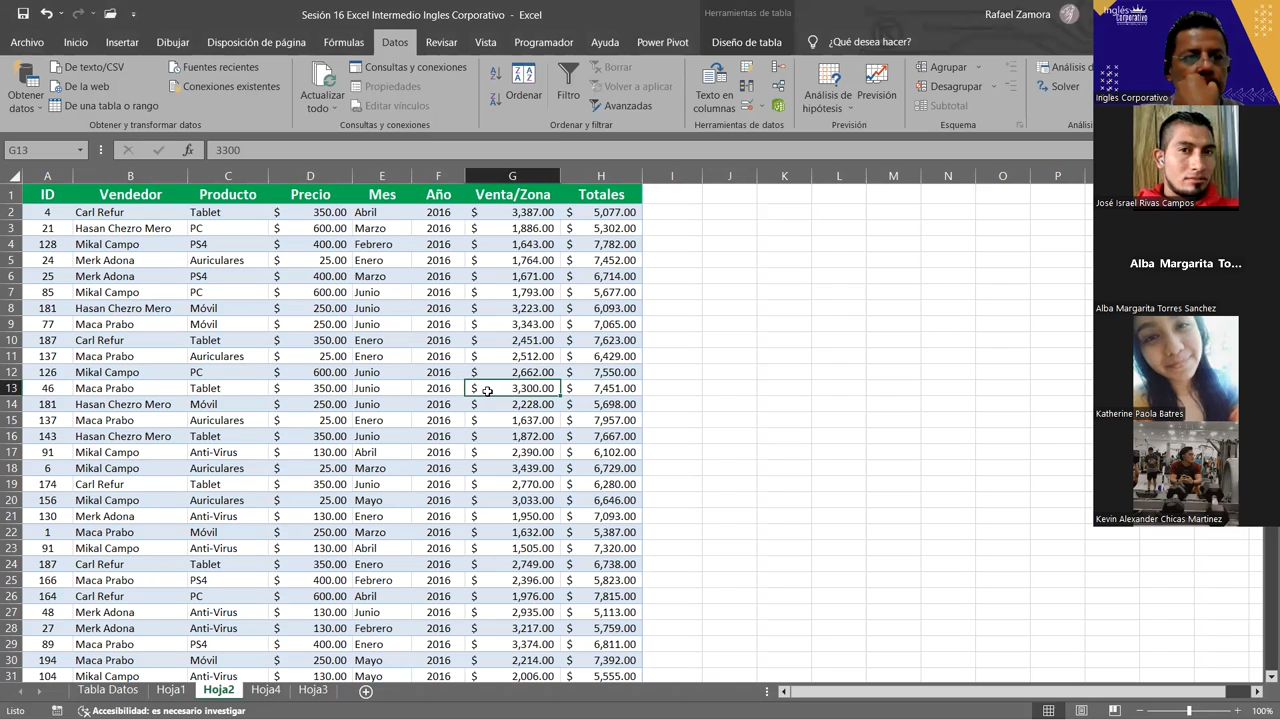 Sesión 16 Excel Intermedio Ingles Corporativo - Excel
Herramientas de tabla
Rafael Zamora
Archivo Inicio Insertar Dibujar Disposición de página Fórmulas Datos Revisar Vista Programador Ayuda Power Pivot Diseño de tabla ¿Qué desea hacer?
Obtener datos
De texto/CSV
De la web
De una tabla o rango
Fuentes recientes
Conexiones existentes
Obtener y transformar datos
Actualizar todo
Consultas y conexiones
Propiedades
Editar vínculos
Consultas y conexiones
Ordenar
Filtro
Borrar
Volver a aplicar
Avanzadas
Ordenar y filtrar
Texto en columnas
Herramientas de datos
Análisis de hipótesis
Previsión
Previsión
Agrupar
Desagrupar
Subtotal
Esquema
Análisis d
Solver
Anális
G13 fx 3300
A B C D E F G H I J K L M N O P
1 ID Vendedor Producto Precio Mes Año Venta/Zona Totales
2 4 Carl Refur Tablet $ 350.00 Abril 2016 $ 3,387.00 $ 5,077.00
3 21 Hasan Chezro Mero PC $ 600.00 Marzo 2016 $ 1,886.00 $ 5,302.00
4 128 Mikal Campo PS4 $ 400.00 Febrero 2016 $ 1,643.00 $ 7,782.00
5 24 Merk Adona Auriculares $ 25.00 Enero 2016 $ 1,764.00 $ 7,452.00
6 25 Merk Adona PS4 $ 400.00 Marzo 2016 $ 1,671.00 $ 6,714.00
7 85 Mikal Campo PC $ 600.00 Junio 2016 $ 1,793.00 $ 5,677.00
8 181 Hasan Chezro Mero Móvil $ 250.00 Junio 2016 $ 3,223.00 $ 6,093.00
9 77 Maca Prabo Móvil $ 250.00 Junio 2016 $ 3,343.00 $ 7,065.00
10 187 Carl Refur Tablet $ 350.00 Enero 2016 $ 2,451.00 $ 7,623.00
11 137 Maca Prabo Auriculares $ 25.00 Enero 2016 $ 2,512.00 $ 6,429.00
12 126 Mikal Campo PC $ 600.00 Junio 2016 $ 2,662.00 $ 7,550.00
13 46 Maca Prabo Tablet $ 350.00 Junio 2016 $ 3,300.00 $ 7,451.00
14 181 Hasan Chezro Mero Móvil $ 250.00 Junio 2016 $ 2,228.00 $ 5,698.00
15 137 Maca Prabo Auriculares $ 25.00 Enero 2016 $ 1,637.00 $ 7,957.00
16 143 Hasan Chezro Mero Tablet $ 350.00 Junio 2016 $ 1,872.00 $ 7,667.00
17 91 Mikal Campo Anti-Virus $ 130.00 Abril 2016 $ 2,390.00 $ 6,102.00
18 6 Mikal Campo Auriculares $ 25.00 Marzo 2016 $ 3,439.00 $ 6,729.00
19 174 Carl Refur Tablet $ 350.00 Junio 2016 $ 2,770.00 $ 6,280.00
20 156 Mikal Campo Auriculares $ 25.00 Mayo 2016 $ 3,033.00 $ 6,646.00
21 130 Merk Adona Anti-Virus $ 130.00 Enero 2016 $ 1,950.00 $ 7,093.00
22 1 Maca Prabo Móvil $ 250.00 Junio 2016 $ 1,632.00 $ 5,387.00
23 91 Mikal Campo Anti-Virus $ 130.00 Abril 2016 $ 1,505.00 $ 7,320.00
24 187 Carl Refur Tablet $ 350.00 Enero 2016 $ 2,749.00 $ 6,738.00
25 166 Maca Prabo PS4 $ 400.00 Febrero 2016 $ 2,396.00 $ 5,823.00
26 164 Carl Refur PC $ 600.00 Abril 2016 $ 1,976.00 $ 7,815.00
27 48 Merk Adona Anti-Virus $ 130.00 Junio 2016 $ 2,935.00 $ 5,113.00
28 27 Merk Adona Anti-Virus $ 130.00 Febrero 2016 $ 3,217.00 $ 5,759.00
29 89 Maca Prabo PS4 $ 400.00 Enero 2016 $ 3,374.00 $ 6,811.00
30 194 Maca Prabo Móvil $ 250.00 Mayo 2016 $ 2,214.00 $ 7,392.00
31 104 Mikal Campo Anti-Virus $ 130.00 Mayo 2016 $ 2,006.00 $ 5,555.00
Tabla Datos Hoja1 Hoja2 Hoja4 Hoja3
Listo Accesibilidad: es necesario investigar 100%
Inglés
Corporativo
Ingles Corporativo
José Israel Rivas Campos
Alba Margarita To...
Alba Margarita Torres Sanchez
Katherine Paola Batres
Kevin Alexander Chicas Martinez